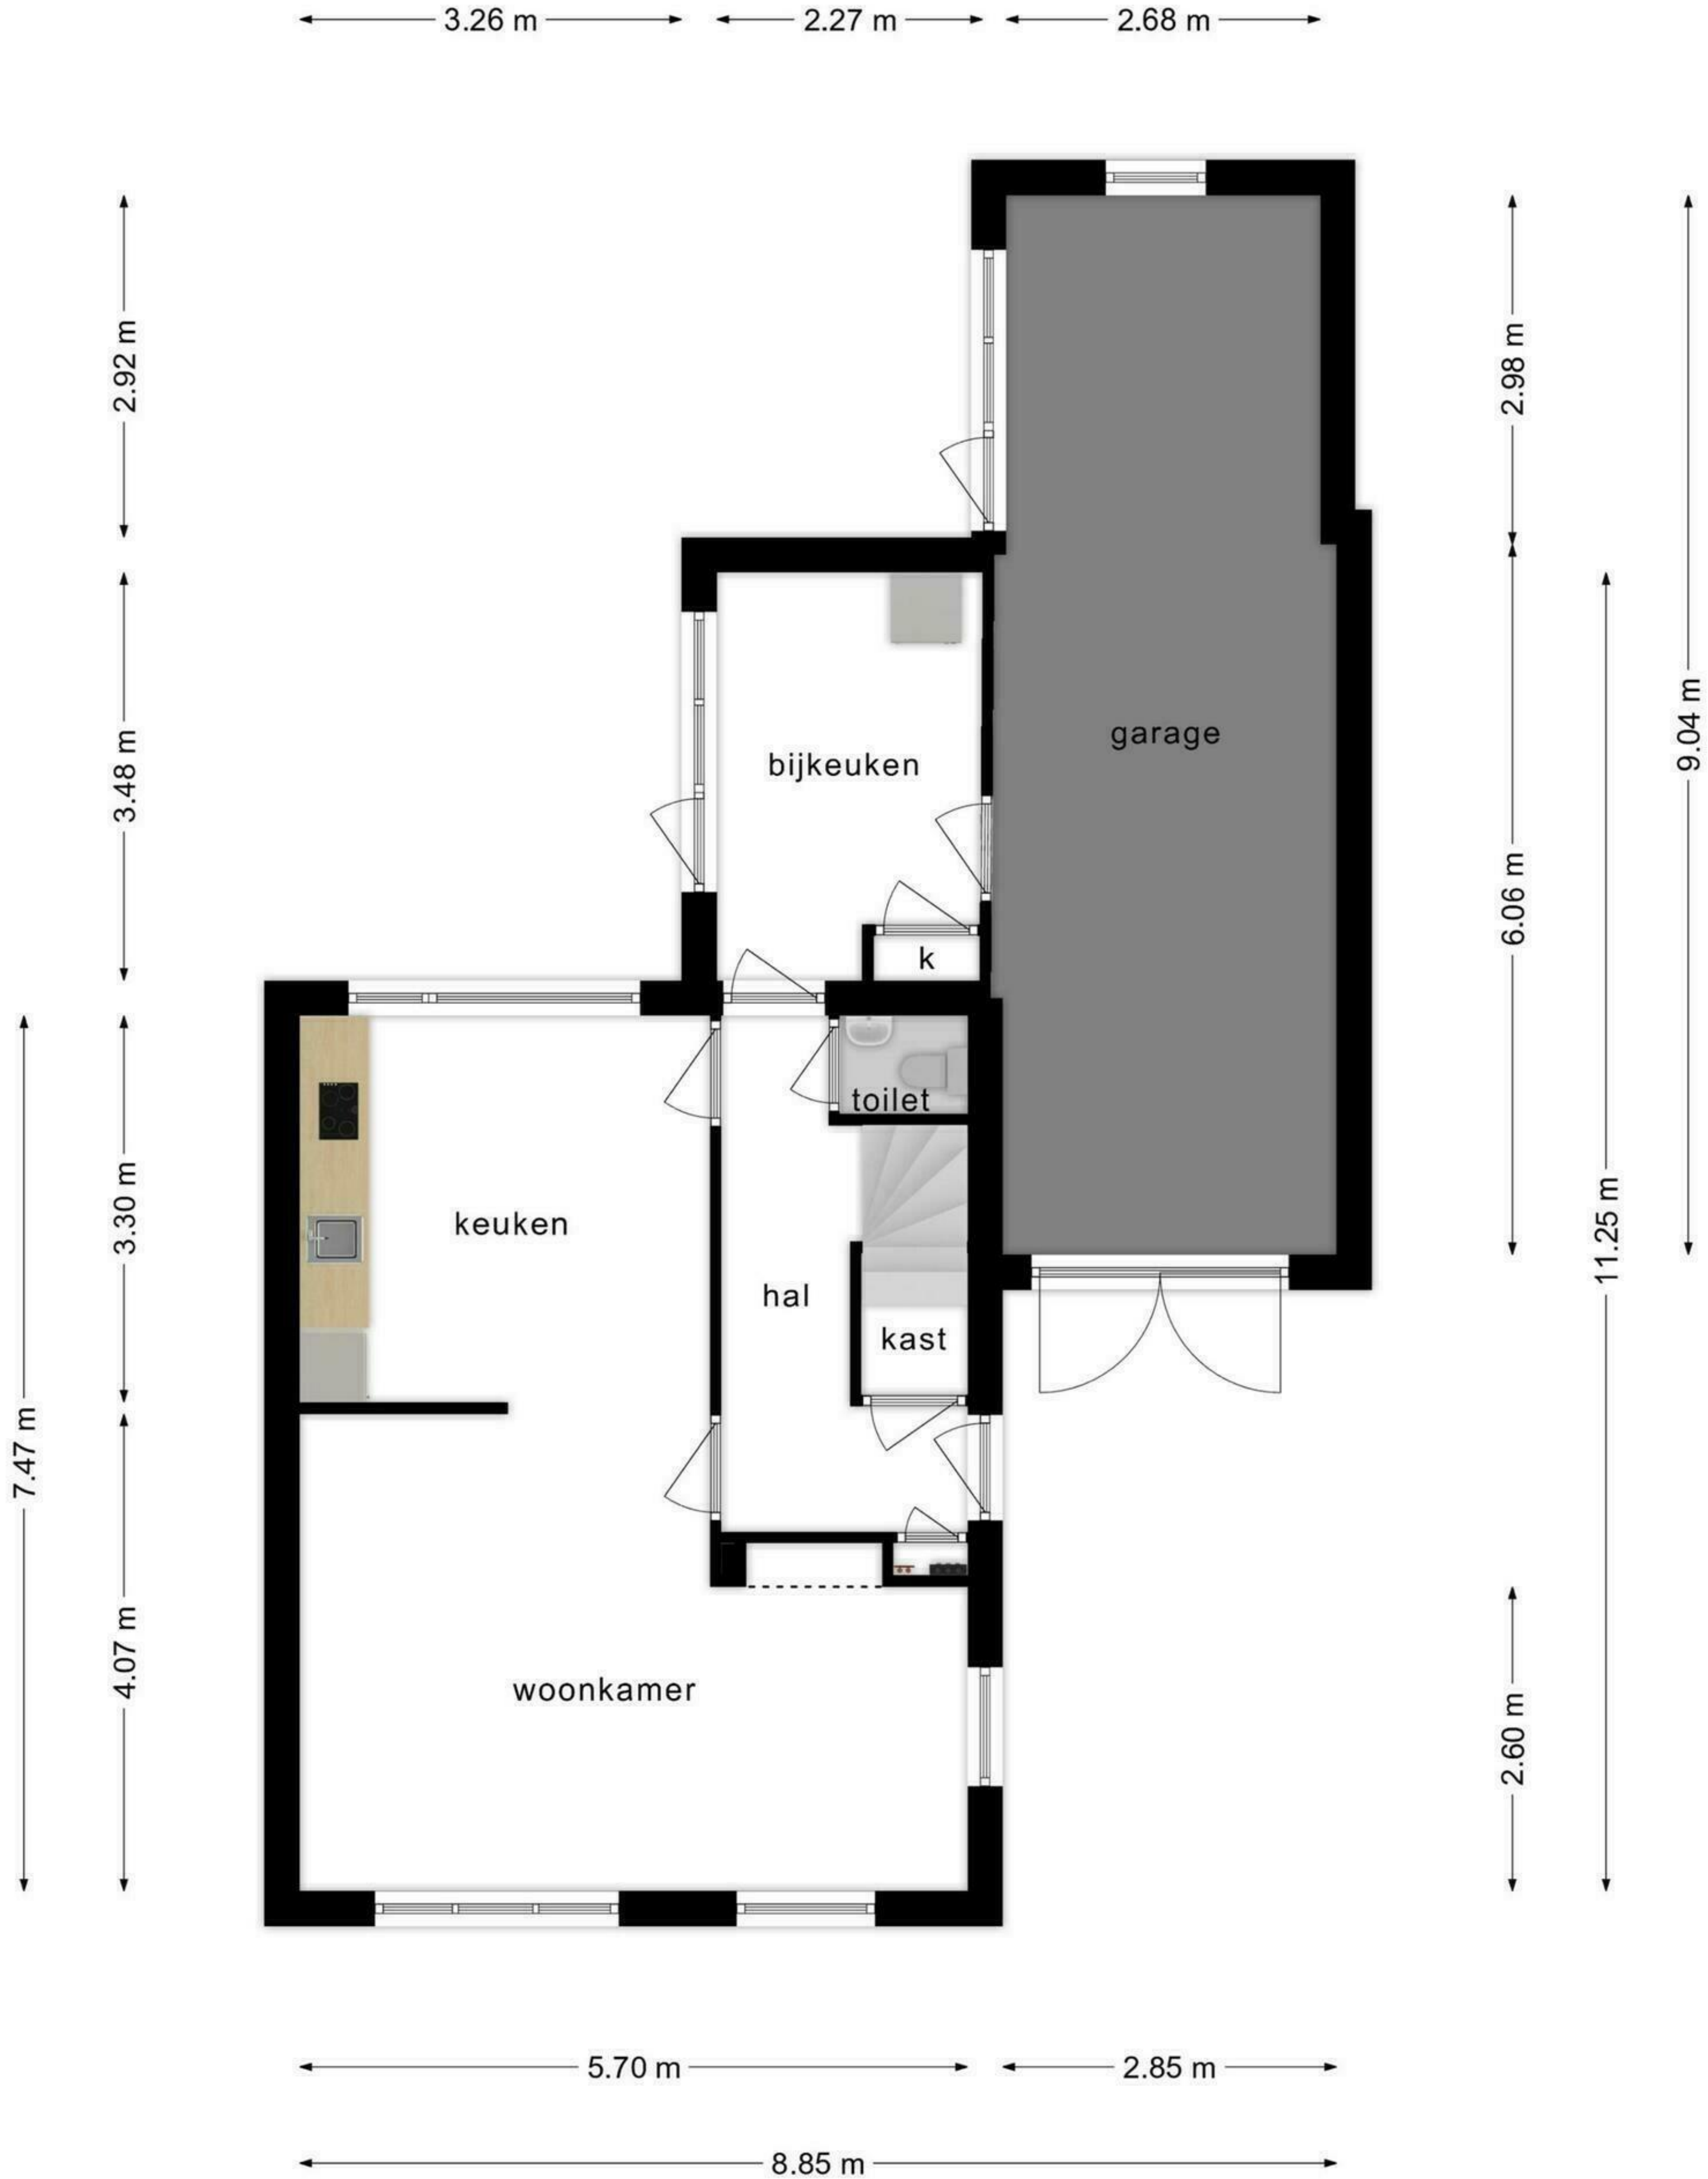 3.26 m
2.27 m
2.68 m
2.92 m
2.98 m
3.48 m
9.04 m
garage
bijkeuken
6.06 m
k
toilet
3.30 m
keuken
11.25 m
hal
kast
7.47 m
4.07 m
woonkamer
2.60 m
5.70 m
2.85 m
8.85 m